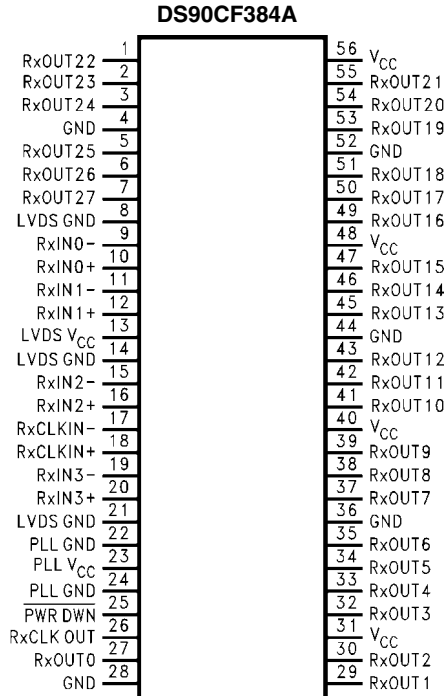 DS90CF384A
1 RxOUT22
2 RxOUT23
3 RxOUT24
4 GND
5 RxOUT25
6 RxOUT26
7 RxOUT27
8 LVDS GND
9 RxIN0-
10 RxIN0+
11 RxIN1-
12 RxIN1+
13 LVDS VCC
14 LVDS GND
15 RxIN2-
16 RxIN2+
17 RxCLKIN-
18 RxCLKIN+
19 RxIN3-
20 RxIN3+
21 LVDS GND
22 PLL GND
23 PLL VCC
24 PLL GND
25 PWR DWN
26 RxCLK OUT
27 RxOUT0
28 GND
56 VCC
55 RxOUT21
54 RxOUT20
53 RxOUT19
52 GND
51 RxOUT18
50 RxOUT17
49 RxOUT16
48 VCC
47 RxOUT15
46 RxOUT14
45 RxOUT13
44 GND
43 RxOUT12
42 RxOUT11
41 RxOUT10
40 VCC
39 RxOUT9
38 RxOUT8
37 RxOUT7
36 GND
35 RxOUT6
34 RxOUT5
33 RxOUT4
32 RxOUT3
31 VCC
30 RxOUT2
29 RxOUT1